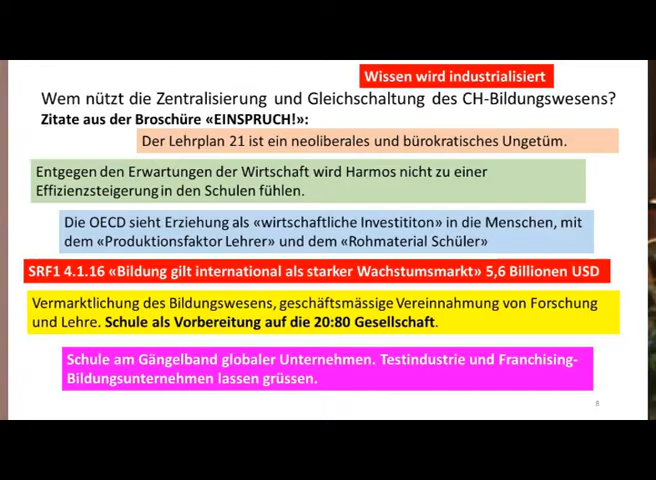 Wissen wird industrialisiert
Wem nützt die Zentralisierung und Gleichschaltung des CH-Bildungswesens?
Zitate aus der Broschüre «EINSPRUCH!»:
Der Lehrplan 21 ist ein neoliberales und bürokratisches Ungetüm.
Entgegen den Erwartungen der Wirtschaft wird Harmos nicht zu einer
Effizienzsteigerung in den Schulen fühlen.
Die OECD sieht Erziehung als «wirtschaftliche Investititon» in die Menschen, mit
dem «Produktionsfaktor Lehrer» und dem «Rohmaterial Schüler»
SRF1 4.1.16 «Bildung gilt international als starker Wachstumsmarkt» 5,6 Billionen USD
Vermarktlichung des Bildungswesens, geschäftsmässige Vereinnahmung von Forschung
und Lehre. Schule als Vorbereitung auf die 20:80 Gesellschaft.
Schule am Gängelband globaler Unternehmen. Testindustrie und Franchising-
Bildungsunternehmen lassen grüssen.
8